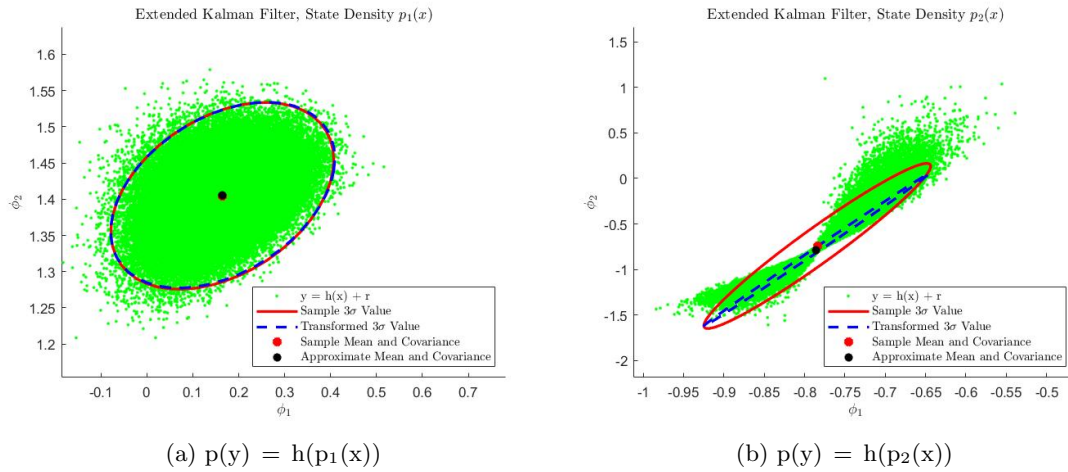 Extended Kalman Filter, State Density p₁(x)
1.6
1.55
1.5
1.45
1.4
1.35
1.3
1.25
1.2
ϕ₂
-0.1 0 0.1 0.2 0.3 0.4 0.5 0.6 0.7
ϕ₁
y = h(x) + r
Sample 3σ Value
Transformed 3σ Value
Sample Mean and Covariance
Approximate Mean and Covariance
(a) p(y) = h(p₁(x))
Extended Kalman Filter, State Density p₂(x)
1.5
1
0.5
0
-0.5
-1
-1.5
-2
ϕ₂
-1 -0.95 -0.9 -0.85 -0.8 -0.75 -0.7 -0.65 -0.6 -0.55 -0.5
ϕ₁
y = h(x) + r
Sample 3σ Value
Transformed 3σ Value
Sample Mean and Covariance
Approximate Mean and Covariance
(b) p(y) = h(p₂(x))